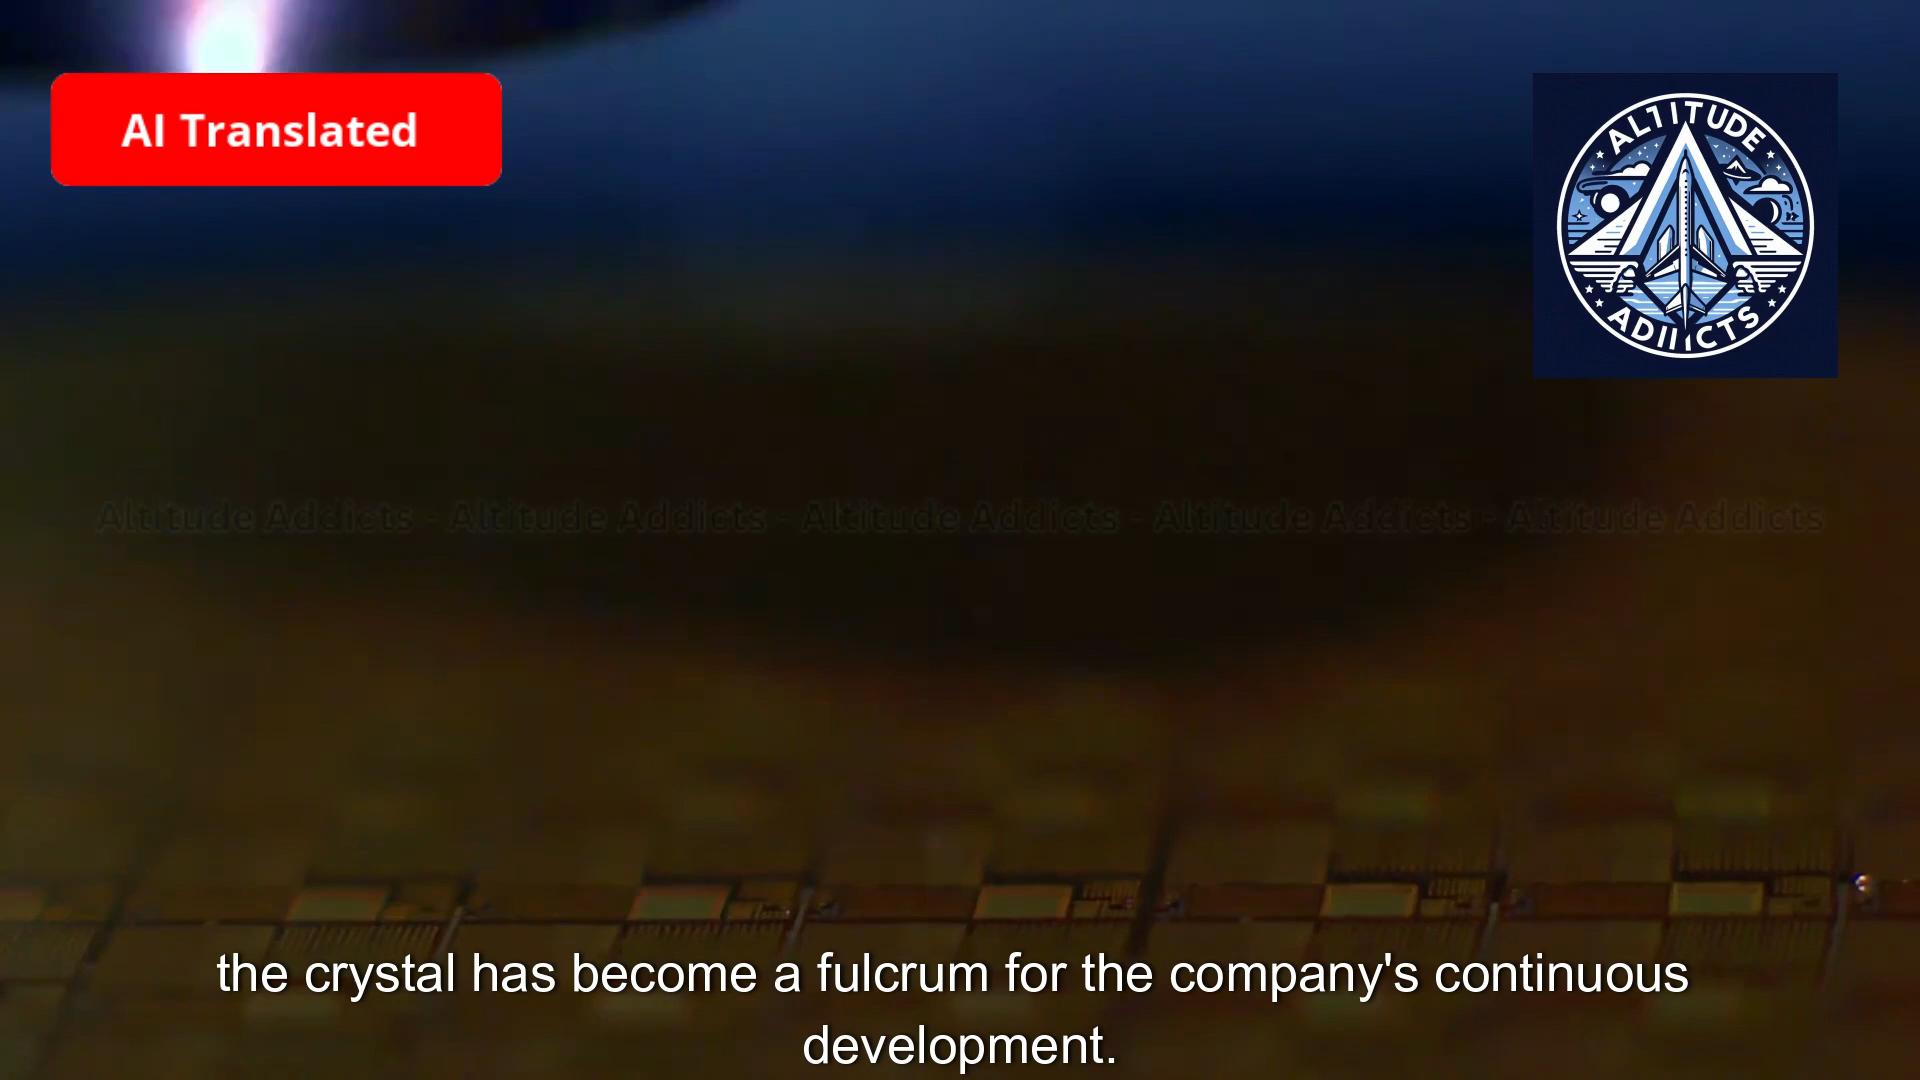 AI Translated
ALTITUDE
ADIIICTS
Altitude Addicts - Altitude Addicts - Altitude Addicts - Altitude Addicts - Altitude Addicts
the crystal has become a fulcrum for the company's continuous
development.